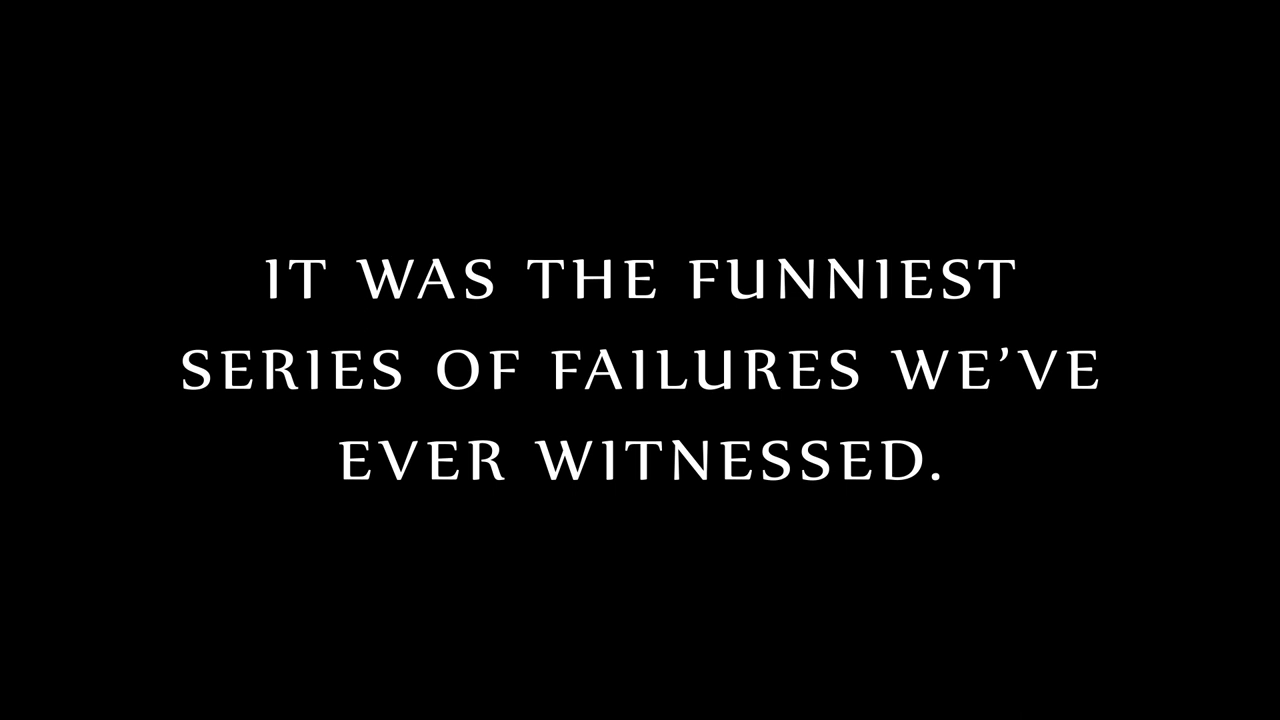 IT WAS THE FUNNIEST
SERIES OF FAILURES WE’VE
EVER WITNESSED.